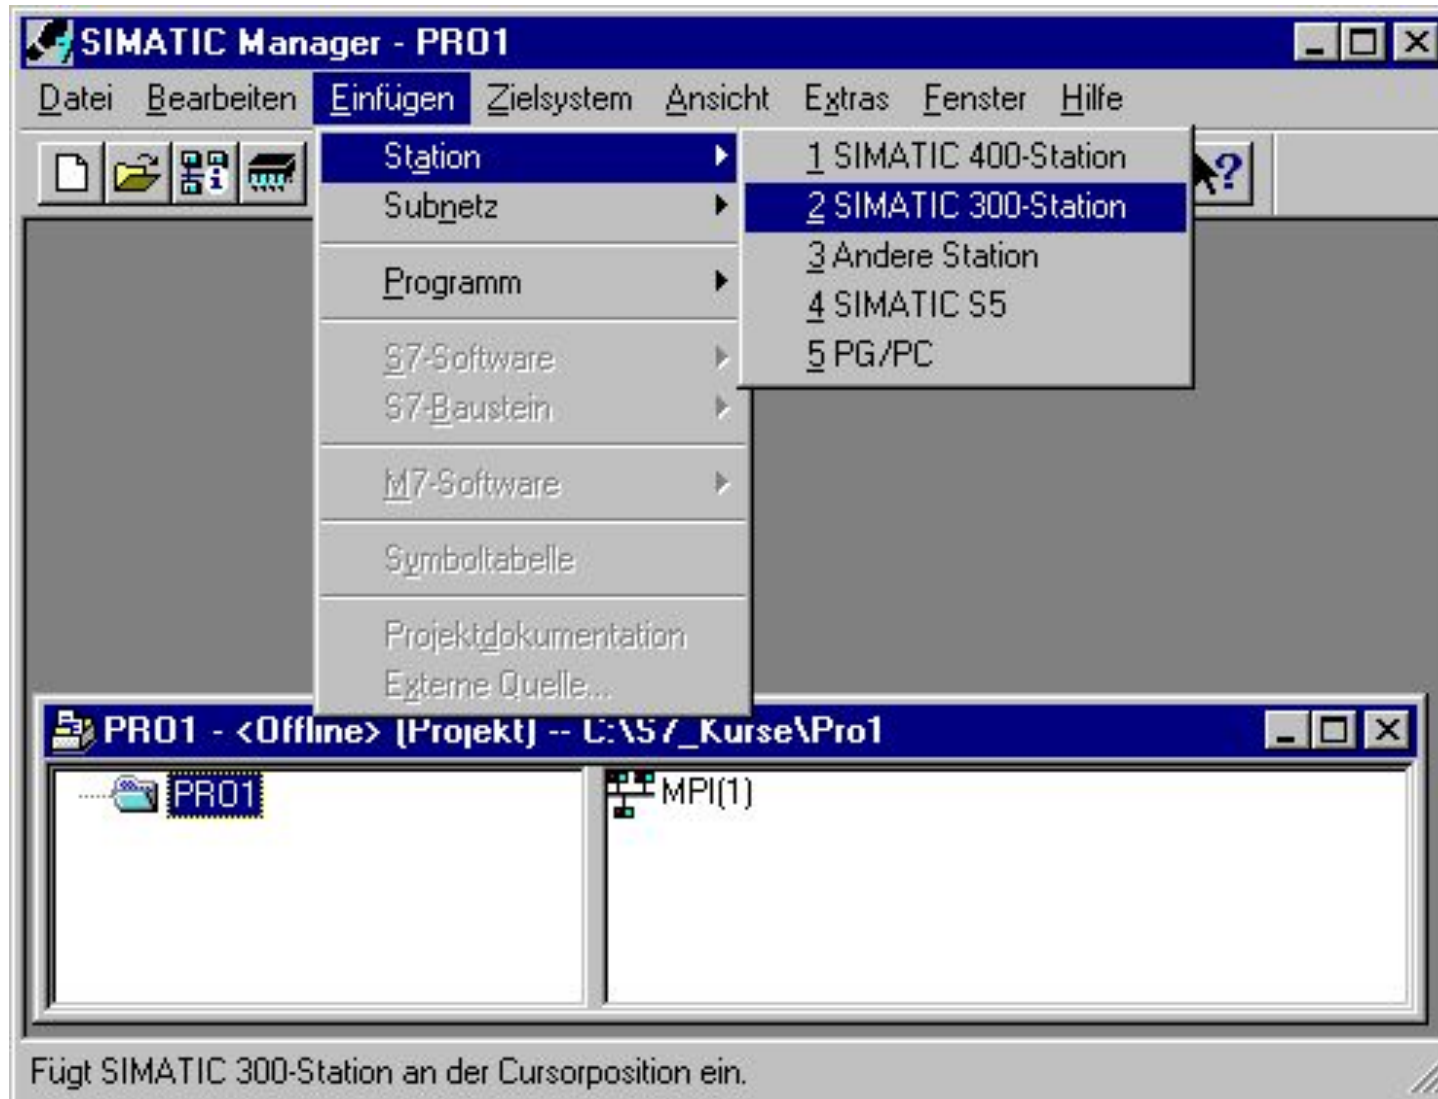 SIMATIC Manager - PRO1
Datei Bearbeiten Einfügen Zielsystem Ansicht Extras Fenster Hilfe
Station
Subnetz
Programm
S7-Software
S7-Baustein
M7-Software
Symboltabelle
Projektdokumentation
Externe Quelle...
1 SIMATIC 400-Station
2 SIMATIC 300-Station
3 Andere Station
4 SIMATIC S5
5 PG/PC
PRO1 - <Offline> (Projekt) -- C:\S7_Kurse\Pro1
PRO1
MPI(1)
Fügt SIMATIC 300-Station an der Cursorposition ein.